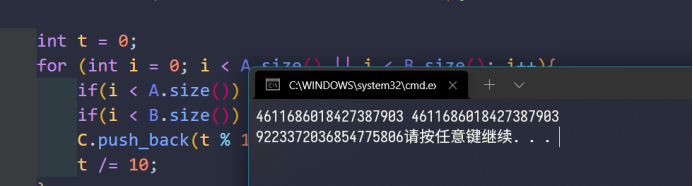 int t = 0;
for (int i = 0; i < A.size() || i < B.size(); i++){
if(i < A.size())
if(i < B.size())
C.push_back(t % 1
t /= 10;
C:\WINDOWS\system32\cmd.ex
4611686018427387903 4611686018427387903
9223372036854775806请按任意键继续. . .